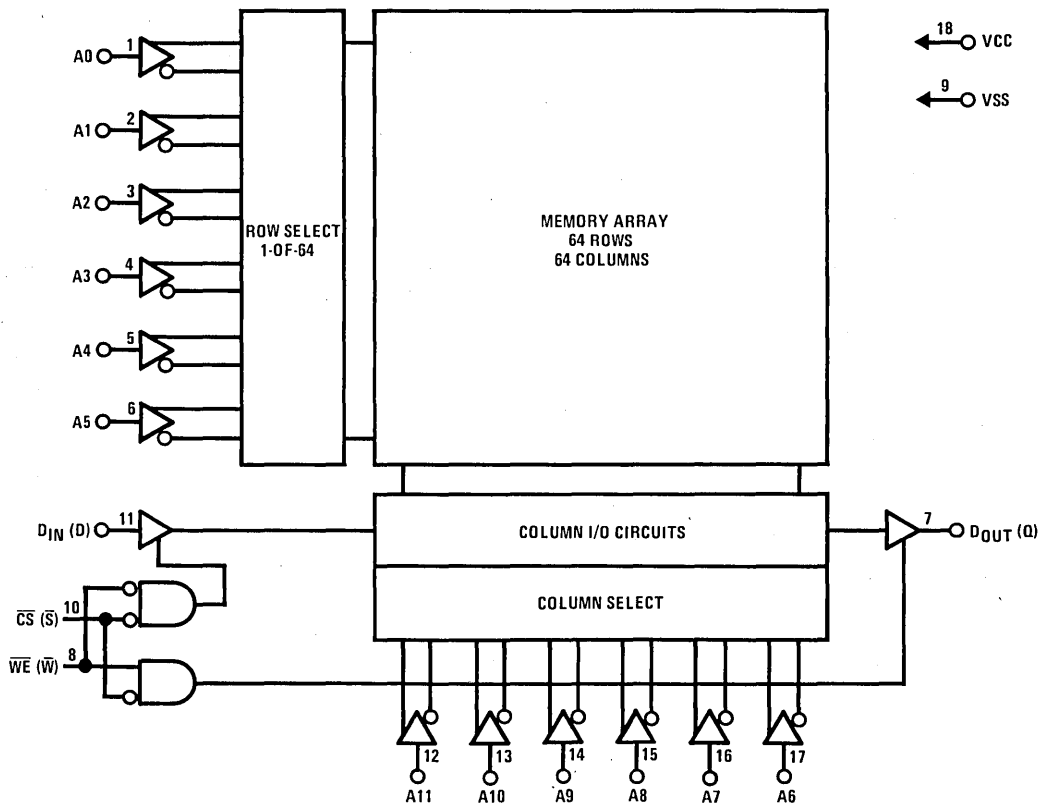 A0 1
A1 2
A2 3
A3 4
A4 5
A5 6
ROW SELECT
1-OF-64
MEMORY ARRAY
64 ROWS
64 COLUMNS
18 VCC
9 VSS
DIN (D) 11
COLUMN I/O CIRCUITS
7 DOUT (Q)
COLUMN SELECT
C̅S̅ (S̅) 10
W̅E̅ (W̅) 8
12 13 14 15 16 17
A11 A10 A9 A8 A7 A6